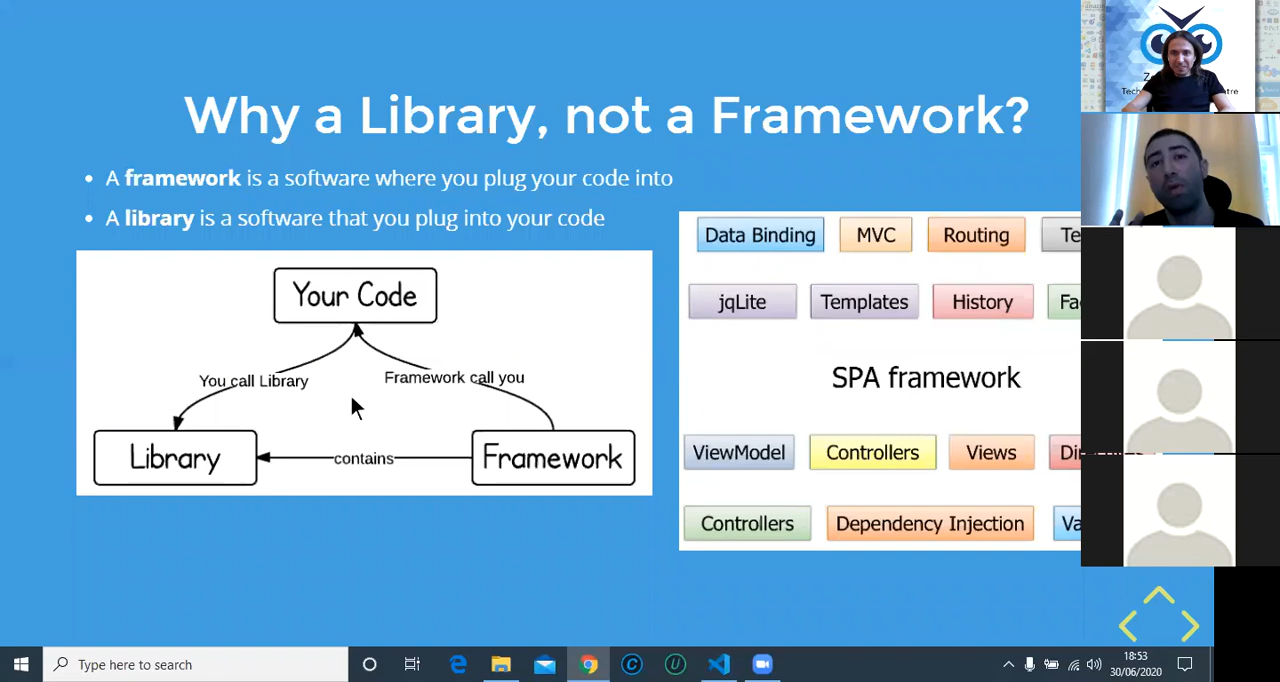 Why a Library, not a Framework?
• A framework is a software where you plug your code into
• A library is a software that you plug into your code
Your Code
You call Library
Framework call you
Library
contains
Framework
Data Binding MVC Routing
jqLite Templates History
SPA framework
ViewModel Controllers Views
Controllers Dependency Injection
Type here to search
18:53
30/06/2020